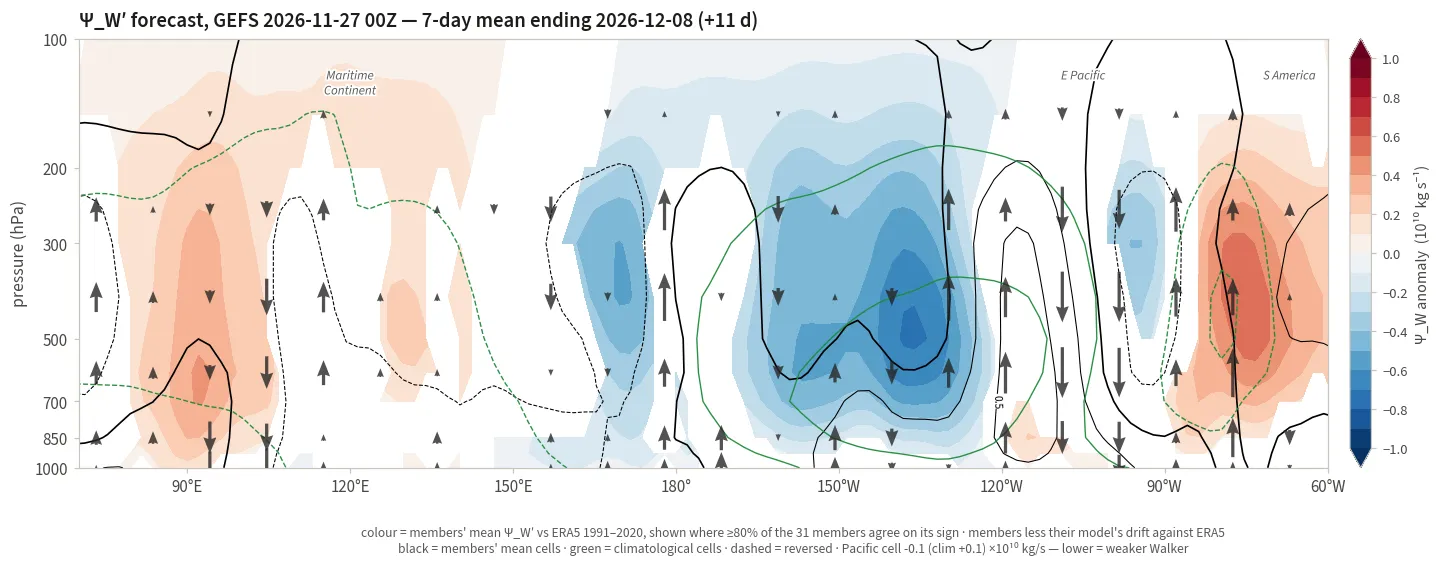 Ψ_W′ forecast, GEFS 2026-11-27 00Z — 7-day mean ending 2026-12-08 (+11 d)
100
200
300
400
500
700
850
1000
pressure (hPa)
Maritime
Continent
E Pacific
S America
0.5
90°E
120°E
150°E
180°
150°W
120°W
90°W
60°W
1.0
0.8
0.6
0.4
0.2
0.0
−0.2
−0.4
−0.6
−0.8
−1.0
Ψ_W anomaly (10¹⁰ kg s⁻¹)
colour = members' mean Ψ_W′ vs ERA5 1991–2020, shown where ≥80% of the 31 members agree on its sign · members less their model's drift against ERA5
black = members' mean cells · green = climatological cells · dashed = reversed · Pacific cell -0.1 (clim +0.1) ×10¹⁰ kg/s — lower = weaker Walker